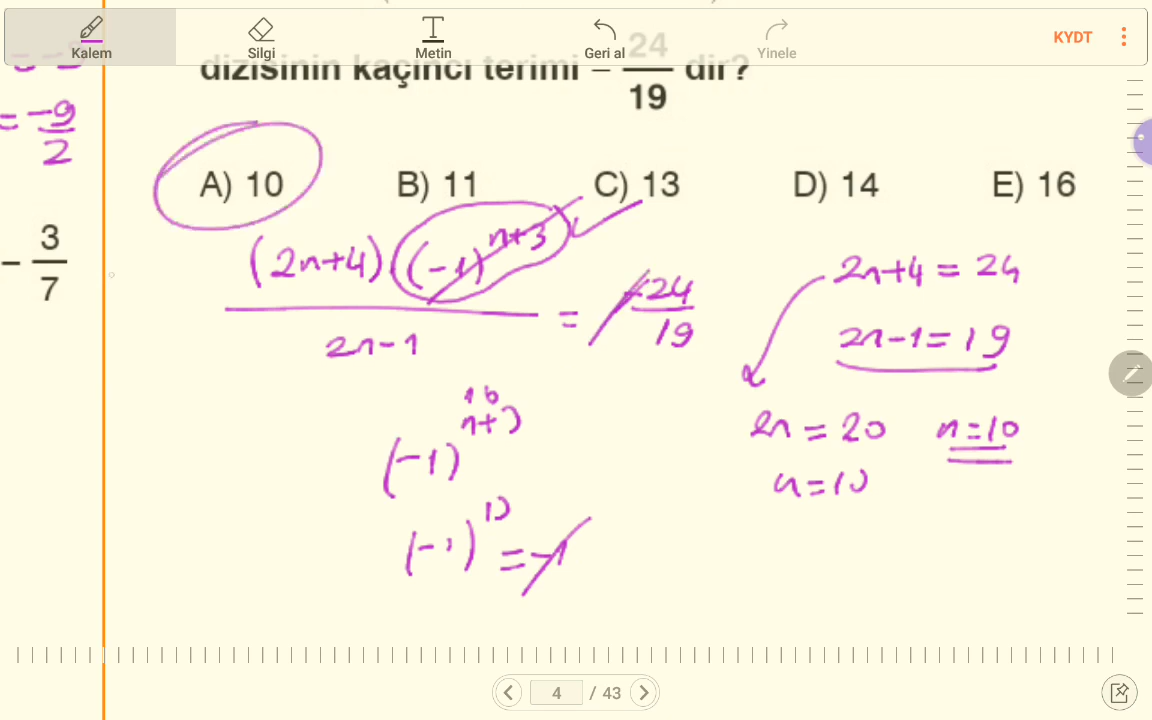 Kalem Silgi Metin Geri al Yinele KYDT
dizisinin kaçıncı terimi - 24/19 dir?
= -9/2
A) 10 B) 11 C) 13 D) 14 E) 16
- 3/7
(2n+4)(-1)^n+3 / 2n-1 = -24/19
2n+4 = 24
2n-1 = 19
2n = 20 n=10
n=10
(-1)^n+3
(-1)^13 = -1
4 / 43